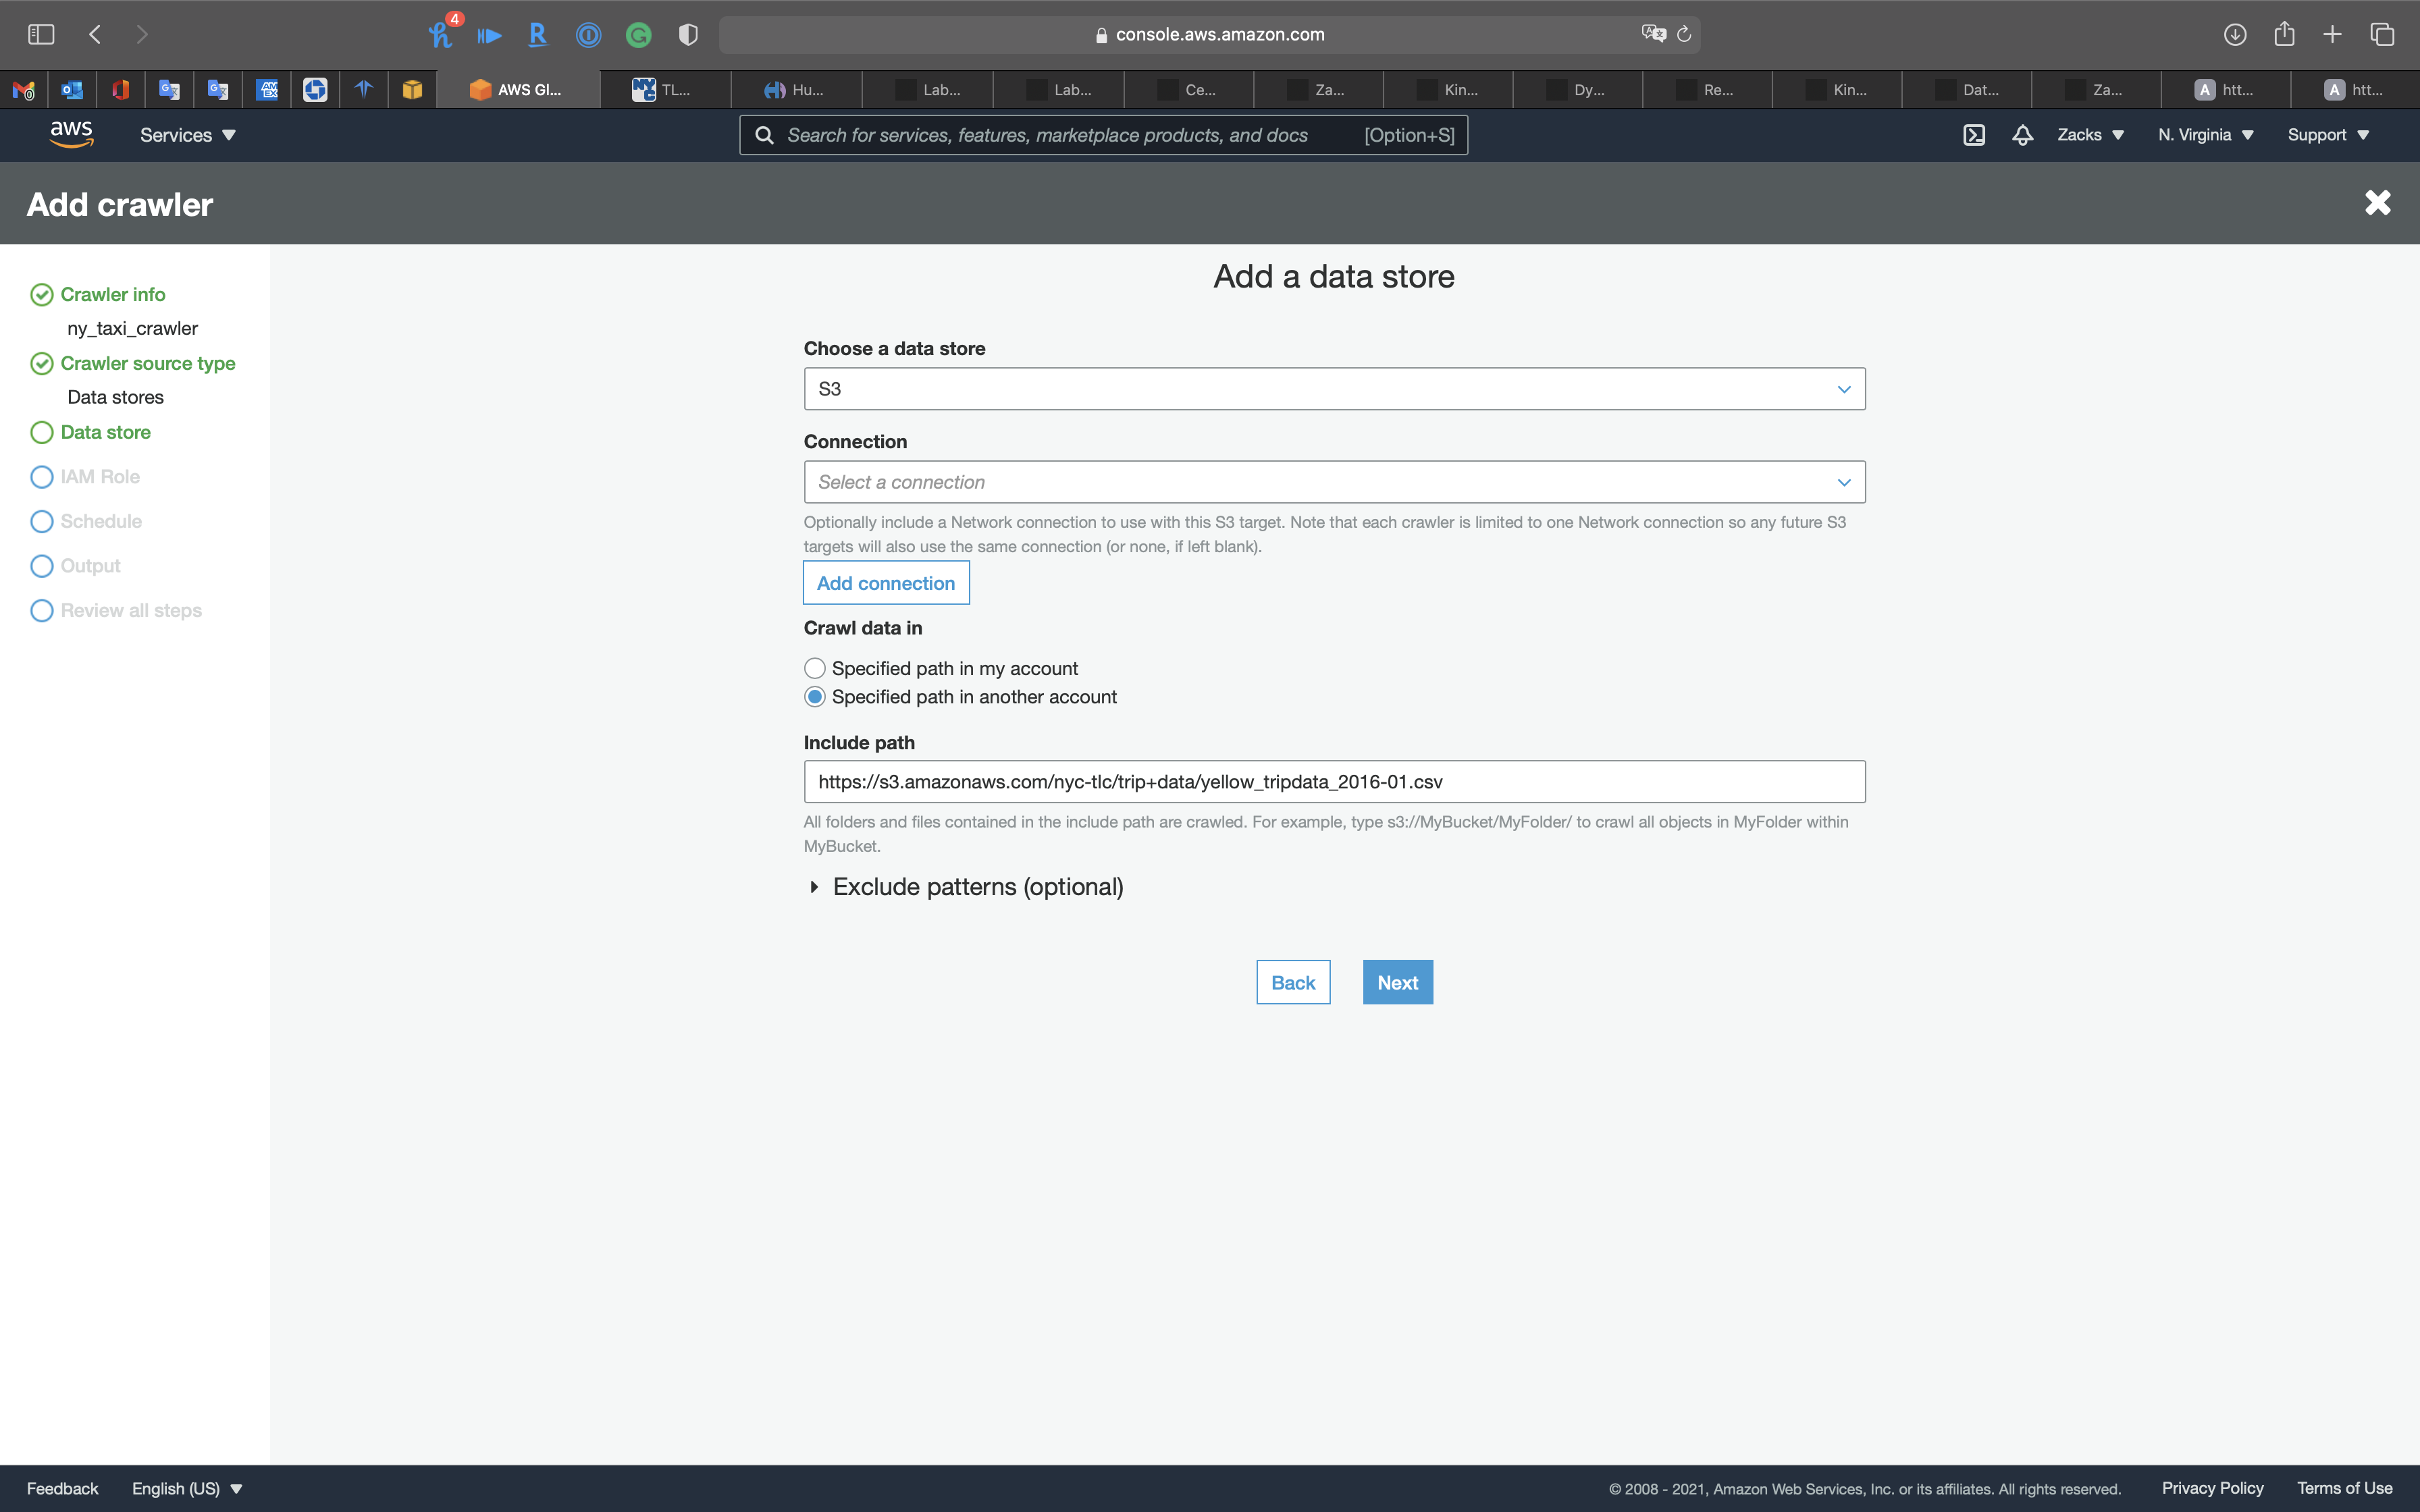 4
console.aws.amazon.com
AWS Gl...
TL...
Hu...
Lab...
Lab...
Ce...
Za...
Kin...
Dy...
Re...
Kin...
Dat...
Za...
A htt...
A htt...
aws
Services
Search for services, features, marketplace products, and docs [Option+S]
Zacks
N. Virginia
Support
Add crawler
Crawler info
ny_taxi_crawler
Crawler source type
Data stores
Data store
IAM Role
Schedule
Output
Review all steps
Add a data store
Choose a data store
S3
Connection
Select a connection
Optionally include a Network connection to use with this S3 target. Note that each crawler is limited to one Network connection so any future S3
targets will also use the same connection (or none, if left blank).
Add connection
Crawl data in
Specified path in my account
Specified path in another account
Include path
https://s3.amazonaws.com/nyc-tlc/trip+data/yellow_tripdata_2016-01.csv
All folders and files contained in the include path are crawled. For example, type s3://MyBucket/MyFolder/ to crawl all objects in MyFolder within
MyBucket.
Exclude patterns (optional)
Back
Next
Feedback
English (US)
© 2008 - 2021, Amazon Web Services, Inc. or its affiliates. All rights reserved.
Privacy Policy
Terms of Use